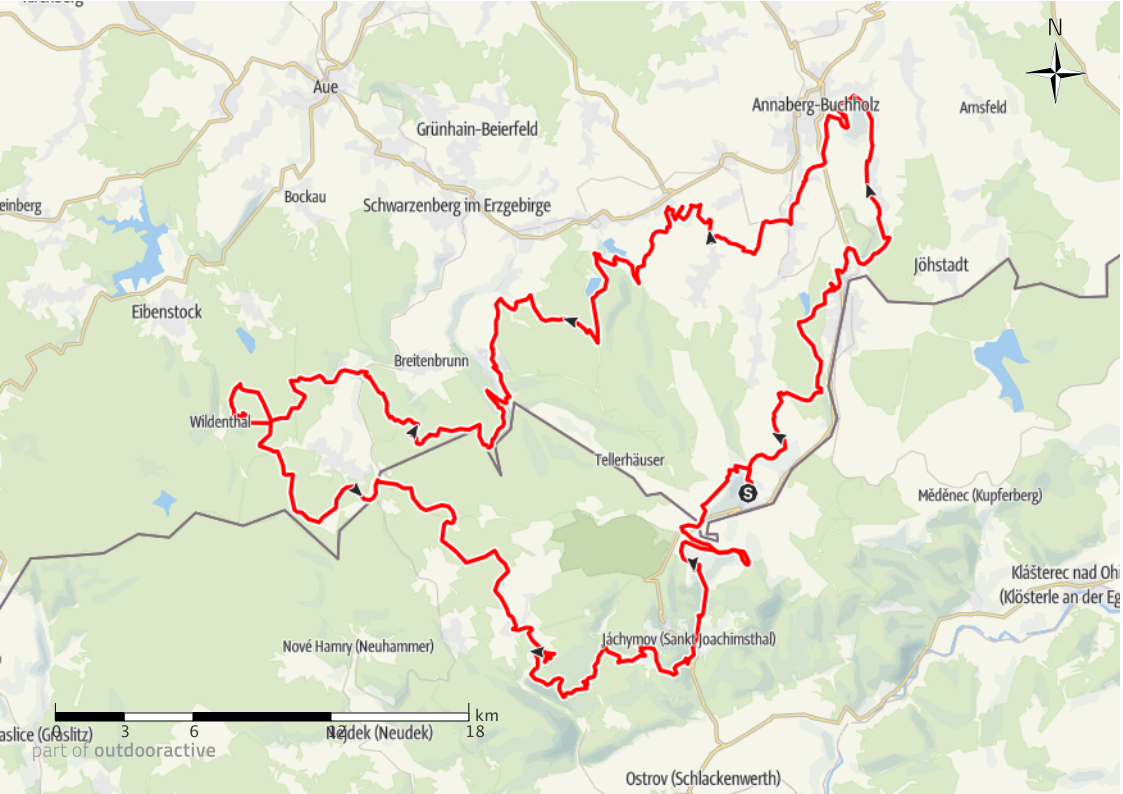 N
Aue
Annaberg-Buchholz
Arnsfeld
Grünhain-Beierfeld
Bockau
einberg
Schwarzenberg im Erzgebirge
Jöhstadt
Eibenstock
Breitenbrunn
Wildenthal
Tellerhäuser
S
Měděnec (Kupferberg)
Klášterec nad Ohi
(Klösterle an der Eg
Jáchymov (Sankt Joachimsthal)
Nové Hamry (Neuhammer)
km
0 3 6 12 18
aslice (Graslitz)
Nejdek (Neudek)
part of outdooractive
Ostrov (Schlackenwerth)